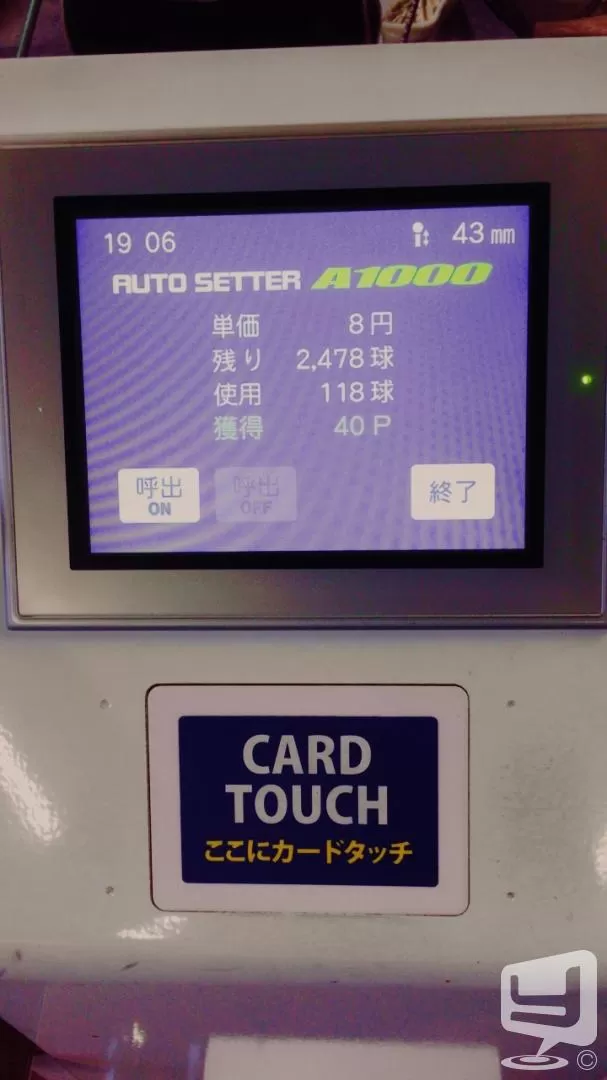 19 06 43 mm
AUTO SETTER A1000
単価 8 円
残り 2,478 球
使用 118 球
獲得 40 P
呼出 ON
呼出 OFF
終了
CARD
TOUCH
ここにカードタッチ
©